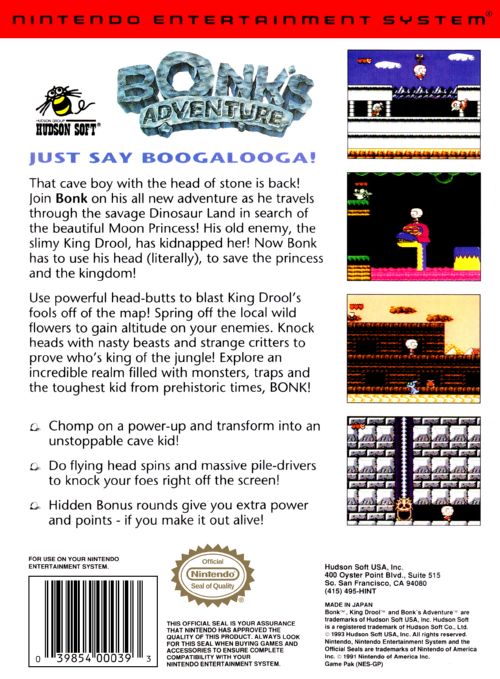 NINTENDO ENTERTAINMENT SYSTEM®
HUDSON GROUP
HUDSON SOFT®
BONK'S
ADVENTURE™
JUST SAY BOOGALOOGA!
That cave boy with the head of stone is back!
Join Bonk on his all new adventure as he travels
through the savage Dinosaur Land in search of
the beautiful Moon Princess! His old enemy, the
slimy King Drool, has kidnapped her! Now Bonk
has to use his head (literally), to save the princess
and the kingdom!
Use powerful head-butts to blast King Drool's
fools off of the map! Spring off the local wild
flowers to gain altitude on your enemies. Knock
heads with nasty beasts and strange critters to
prove who's king of the jungle! Explore an
incredible realm filled with monsters, traps and
the toughest kid from prehistoric times, BONK!
Chomp on a power-up and transform into an
unstoppable cave kid!
Do flying head spins and massive pile-drivers
to knock your foes right off the screen!
Hidden Bonus rounds give you extra power
and points - if you make it out alive!
FOR USE ON YOUR NINTENDO
ENTERTAINMENT SYSTEM.
0 39854 00039 3
Official
Nintendo
Seal of Quality
THIS OFFICIAL SEAL IS YOUR ASSURANCE
THAT NINTENDO HAS APPROVED THE
QUALITY OF THIS PRODUCT. ALWAYS LOOK
FOR THIS SEAL WHEN BUYING GAMES AND
ACCESSORIES TO ENSURE COMPLETE
COMPATIBILITY WITH YOUR
NINTENDO ENTERTAINMENT SYSTEM.
Hudson Soft USA, Inc.
400 Oyster Point Blvd., Suite 515
So. San Francisco, CA 94080
(415) 495-HINT
MADE IN JAPAN
Bonk™, King Drool™ and Bonk's Adventure™ are
trademarks of Hudson Soft USA, Inc. Hudson Soft
is a registered trademark of Hudson Soft Co., Ltd.
© 1993 Hudson Soft USA, Inc. All rights reserved.
Nintendo, Nintendo Entertainment System and the
Official Seals are trademarks of Nintendo of America
Inc. © 1991 Nintendo of America Inc.
Game Pak (NES-GP)